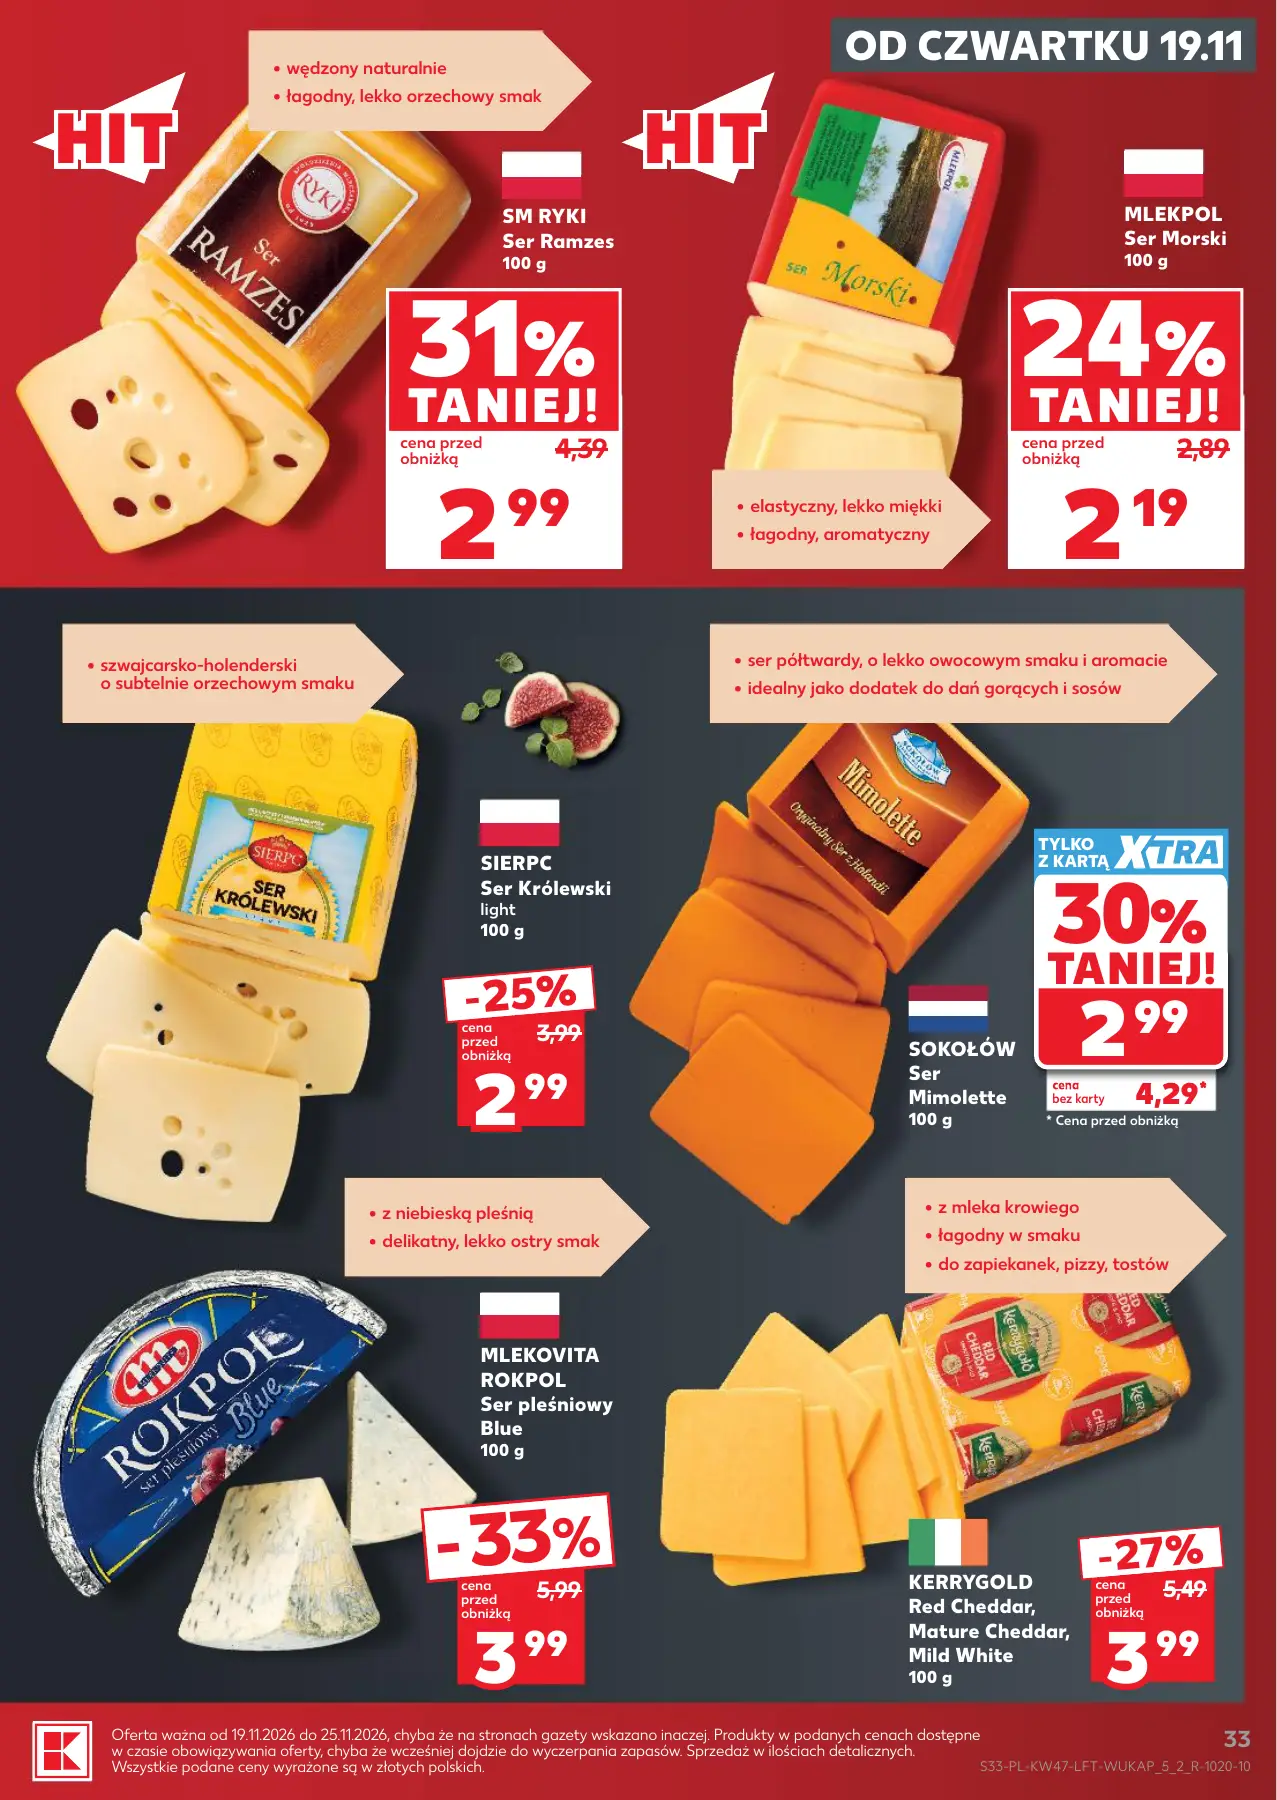 OD CZWARTKU 19.11
• wędzony naturalnie
• łagodny, lekko orzechowy smak
HIT
RYKI
Ser
RAMZES
SM RYKI
Ser Ramzes
100 g
31%
TANIEJ!
cena przed
obniżką
4,39
2 99
HIT
MLEKPOL
SER Morski
MLEKPOL
Ser Morski
100 g
24%
TANIEJ!
cena przed
obniżką
2,89
2 19
• elastyczny, lekko miękki
• łagodny, aromatyczny
• szwajcarsko-holenderski
o subtelnie orzechowym smaku
SIERPC
SER
KRÓLEWSKI
SIERPC
Ser Królewski
light
100 g
-25%
cena
przed
obniżką
3,99
2 99
• ser półtwardy, o lekko owocowym smaku i aromacie
• idealny jako dodatek do dań gorących i sosów
SOKOŁÓW
Mimolette
Oryginalny Ser z Holandii
SOKOŁÓW
Ser
Mimolette
100 g
TYLKO
Z KARTĄ
XTRA
30%
TANIEJ!
2 99
cena
bez karty
4,29*
* Cena przed obniżką
• z niebieską pleśnią
• delikatny, lekko ostry smak
ROKPOL
Blue
ser pleśniowy
MLEKOVITA
ROKPOL
Ser pleśniowy
Blue
100 g
-33%
cena
przed
obniżką
5,99
3 99
• z mleka krowiego
• łagodny w smaku
• do zapiekanek, pizzy, tostów
KERRYGOLD
RED
CHEDDAR
KERRYGOLD
Red Cheddar,
Mature Cheddar,
Mild White
100 g
-27%
cena
przed
obniżką
5,49
3 99
Oferta ważna od 19.11.2026 do 25.11.2026, chyba że na stronach gazety wskazano inaczej. Produkty w podanych cenach dostępne
w czasie obowiązywania oferty, chyba że wcześniej dojdzie do wyczerpania zapasów. Sprzedaż w ilościach detalicznych.
Wszystkie podane ceny wyrażone są w złotych polskich.
33
S33-PL-KW47-LFT-WUKAP_5_2_R-1020-10